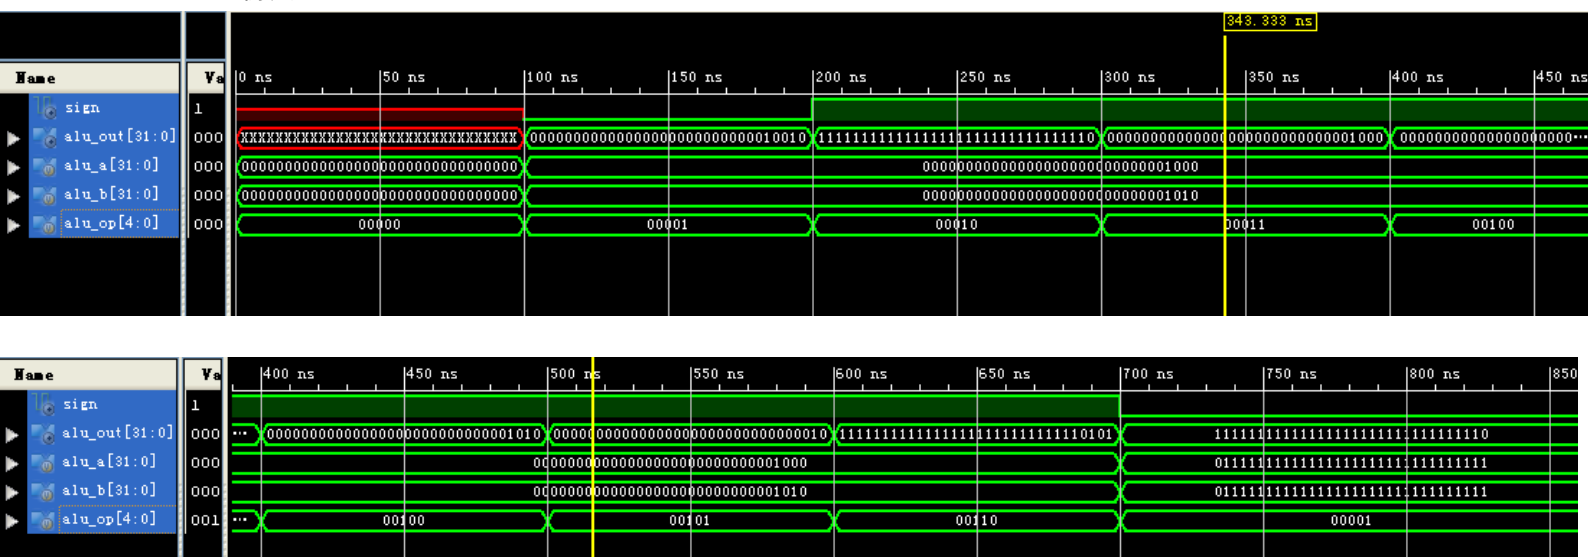 343.333 ns
Name Va 0 ns 50 ns 100 ns 150 ns 200 ns 250 ns 300 ns 350 ns 400 ns 450 ns
sign 1
alu_out[31:0] 000 XXXXXXXXXXXXXXXXXXXXXXXXXXXXXXXX 00000000000000000000000000010010 11111111111111111111111111111110 00000000000000000000000000001000 00000000000000000000···
alu_a[31:0] 000 00000000000000000000000000000000 00000000000000000000000000001000
alu_b[31:0] 000 00000000000000000000000000000000 00000000000000000000000000001010
alu_op[4:0] 000 00000 00001 00010 00011 00100
Name Va 400 ns 450 ns 500 ns 550 ns 600 ns 650 ns 700 ns 750 ns 800 ns 850
sign 1
alu_out[31:0] 000 ··· 00000000000000000000000000001010 00000000000000000000000000000010 11111111111111111111111111110101 11111111111111111111111111111110
alu_a[31:0] 000 00000000000000000000000000001000 01111111111111111111111111111111
alu_b[31:0] 000 00000000000000000000000000001010 01111111111111111111111111111111
alu_op[4:0] 001 ··· 00100 00101 00110 00001